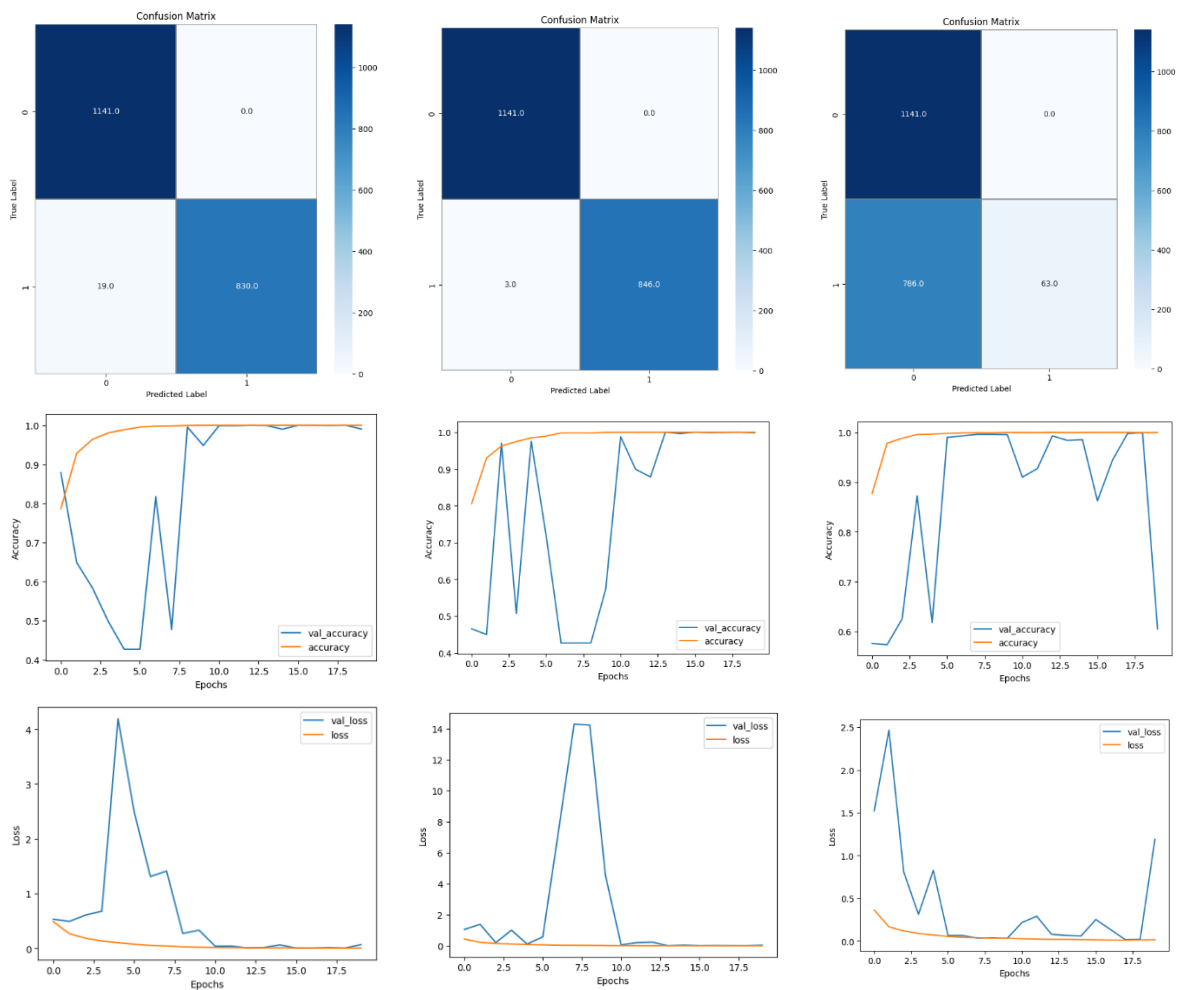 Confusion Matrix
1141.0 0.0
19.0 830.0
0
1
True Label
0 1
Predicted Label
1000
800
600
400
200
0
Confusion Matrix
1141.0 0.0
3.0 846.0
0
1
True Label
0 1
Predicted Label
1000
800
600
400
200
0
Confusion Matrix
1141.0 0.0
786.0 63.0
0
1
True Label
0 1
Predicted Label
1000
800
600
400
200
0
1.0
0.9
0.8
0.7
0.6
0.5
0.4
Accuracy
val_accuracy
accuracy
0.0 2.5 5.0 7.5 10.0 12.5 15.0 17.5
Epochs
1.0
0.9
0.8
0.7
0.6
0.5
0.4
Accuracy
val_accuracy
accuracy
0.0 2.5 5.0 7.5 10.0 12.5 15.0 17.5
Epochs
1.0
0.9
0.8
0.7
0.6
Accuracy
val_accuracy
accuracy
0.0 2.5 5.0 7.5 10.0 12.5 15.0 17.5
Epochs
4
3
2
1
0
Loss
val_loss
loss
0.0 2.5 5.0 7.5 10.0 12.5 15.0 17.5
Epochs
14
12
10
8
6
4
2
0
Loss
val_loss
loss
0.0 2.5 5.0 7.5 10.0 12.5 15.0 17.5
Epochs
2.5
2.0
1.5
1.0
0.5
0.0
Loss
val_loss
loss
0.0 2.5 5.0 7.5 10.0 12.5 15.0 17.5
Epochs